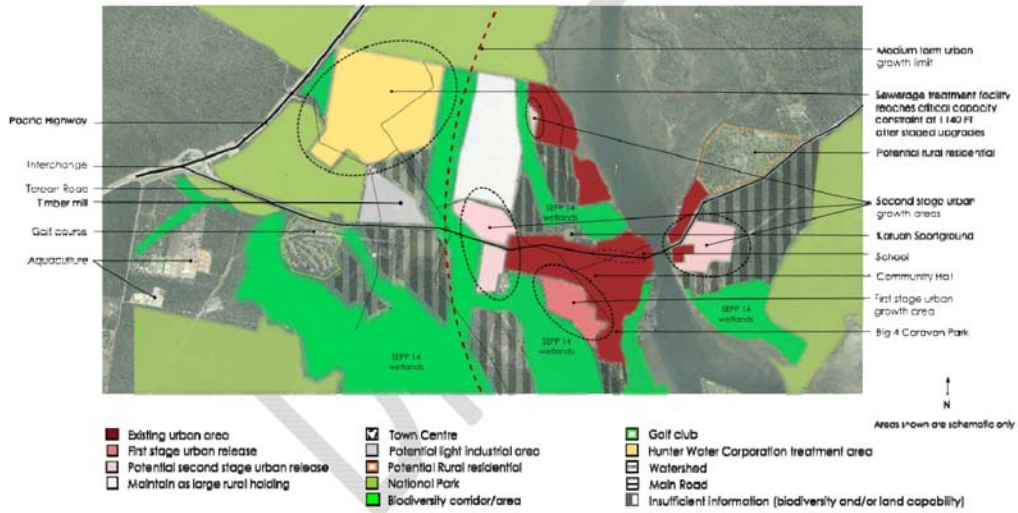 Pacific Highway
Interchange
Tarean Road
Timber mill
Golf course
Aquaculture
SEPP 14
wetlands
SEPP 14
wetlands
SEPP 14
wetlands
SEPP 14
wetlands
Medium term urban
growth limit
Sewerage treatment facility
reaches critical capacity
constraint at 1140 ET
after staged upgrades
Potential rural residential
Second stage urban
growth areas
Karuah Sportground
School
Community Hall
First stage urban
growth area
Big 4 Caravan Park
N
Areas shown are schematic only
Existing urban area
First stage urban release
Potential second stage urban release
Maintain as large rural holding
Town Centre
Potential light industrial area
Potential Rural residential
National Park
Biodiversity corridor/area
Golf club
Hunter Water Corporation treatment area
Watershed
Main Road
Insufficient information (biodiversity and/or land capability)